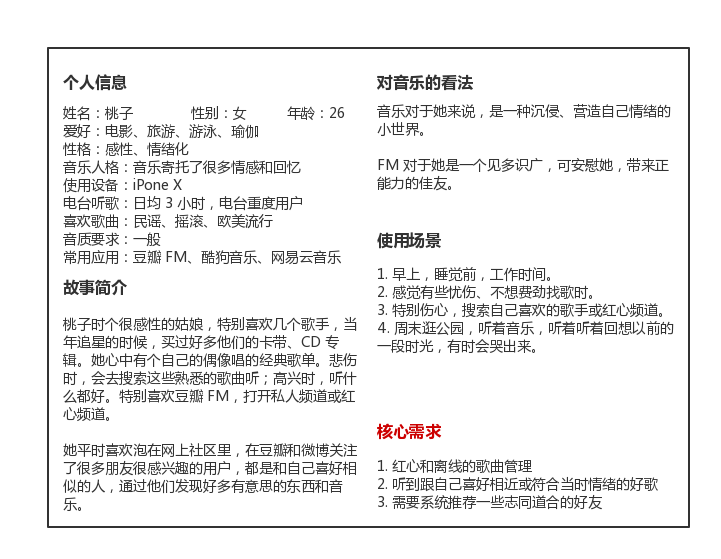 个人信息
姓名：桃子 性别：女 年龄：26
爱好：电影、旅游、游泳、瑜伽
性格：感性、情绪化
音乐人格：音乐寄托了很多情感和回忆
使用设备：iPone X
电台听歌：日均 3 小时，电台重度用户
喜欢歌曲：民谣、摇滚、欧美流行
音质要求：一般
常用应用：豆瓣 FM、酷狗音乐、网易云音乐
故事简介
桃子时个很感性的姑娘，特别喜欢几个歌手，当
年追星的时候，买过好多他们的卡带、CD 专
辑。她心中有个自己的偶像唱的经典歌单。悲伤
时，会去搜索这些熟悉的歌曲听；高兴时，听什
么都好。特别喜欢豆瓣 FM，打开私人频道或红
心频道。
她平时喜欢泡在网上社区里，在豆瓣和微博关注
了很多朋友很感兴趣的用户，都是和自己喜好相
似的人，通过他们发现好多有意思的东西和音
乐。
对音乐的看法
音乐对于她来说，是一种沉侵、营造自己情绪的
小世界。
FM 对于她是一个见多识广，可安慰她，带来正
能力的佳友。
使用场景
1. 早上，睡觉前，工作时间。
2. 感觉有些忧伤、不想费劲找歌时。
3. 特别伤心，搜索自己喜欢的歌手或红心频道。
4. 周末逛公园，听着音乐，听着听着回想以前的
一段时光，有时会哭出来。
核心需求
1. 红心和离线的歌曲管理
2. 听到跟自己喜好相近或符合当时情绪的好歌
3. 需要系统推荐一些志同道合的好友